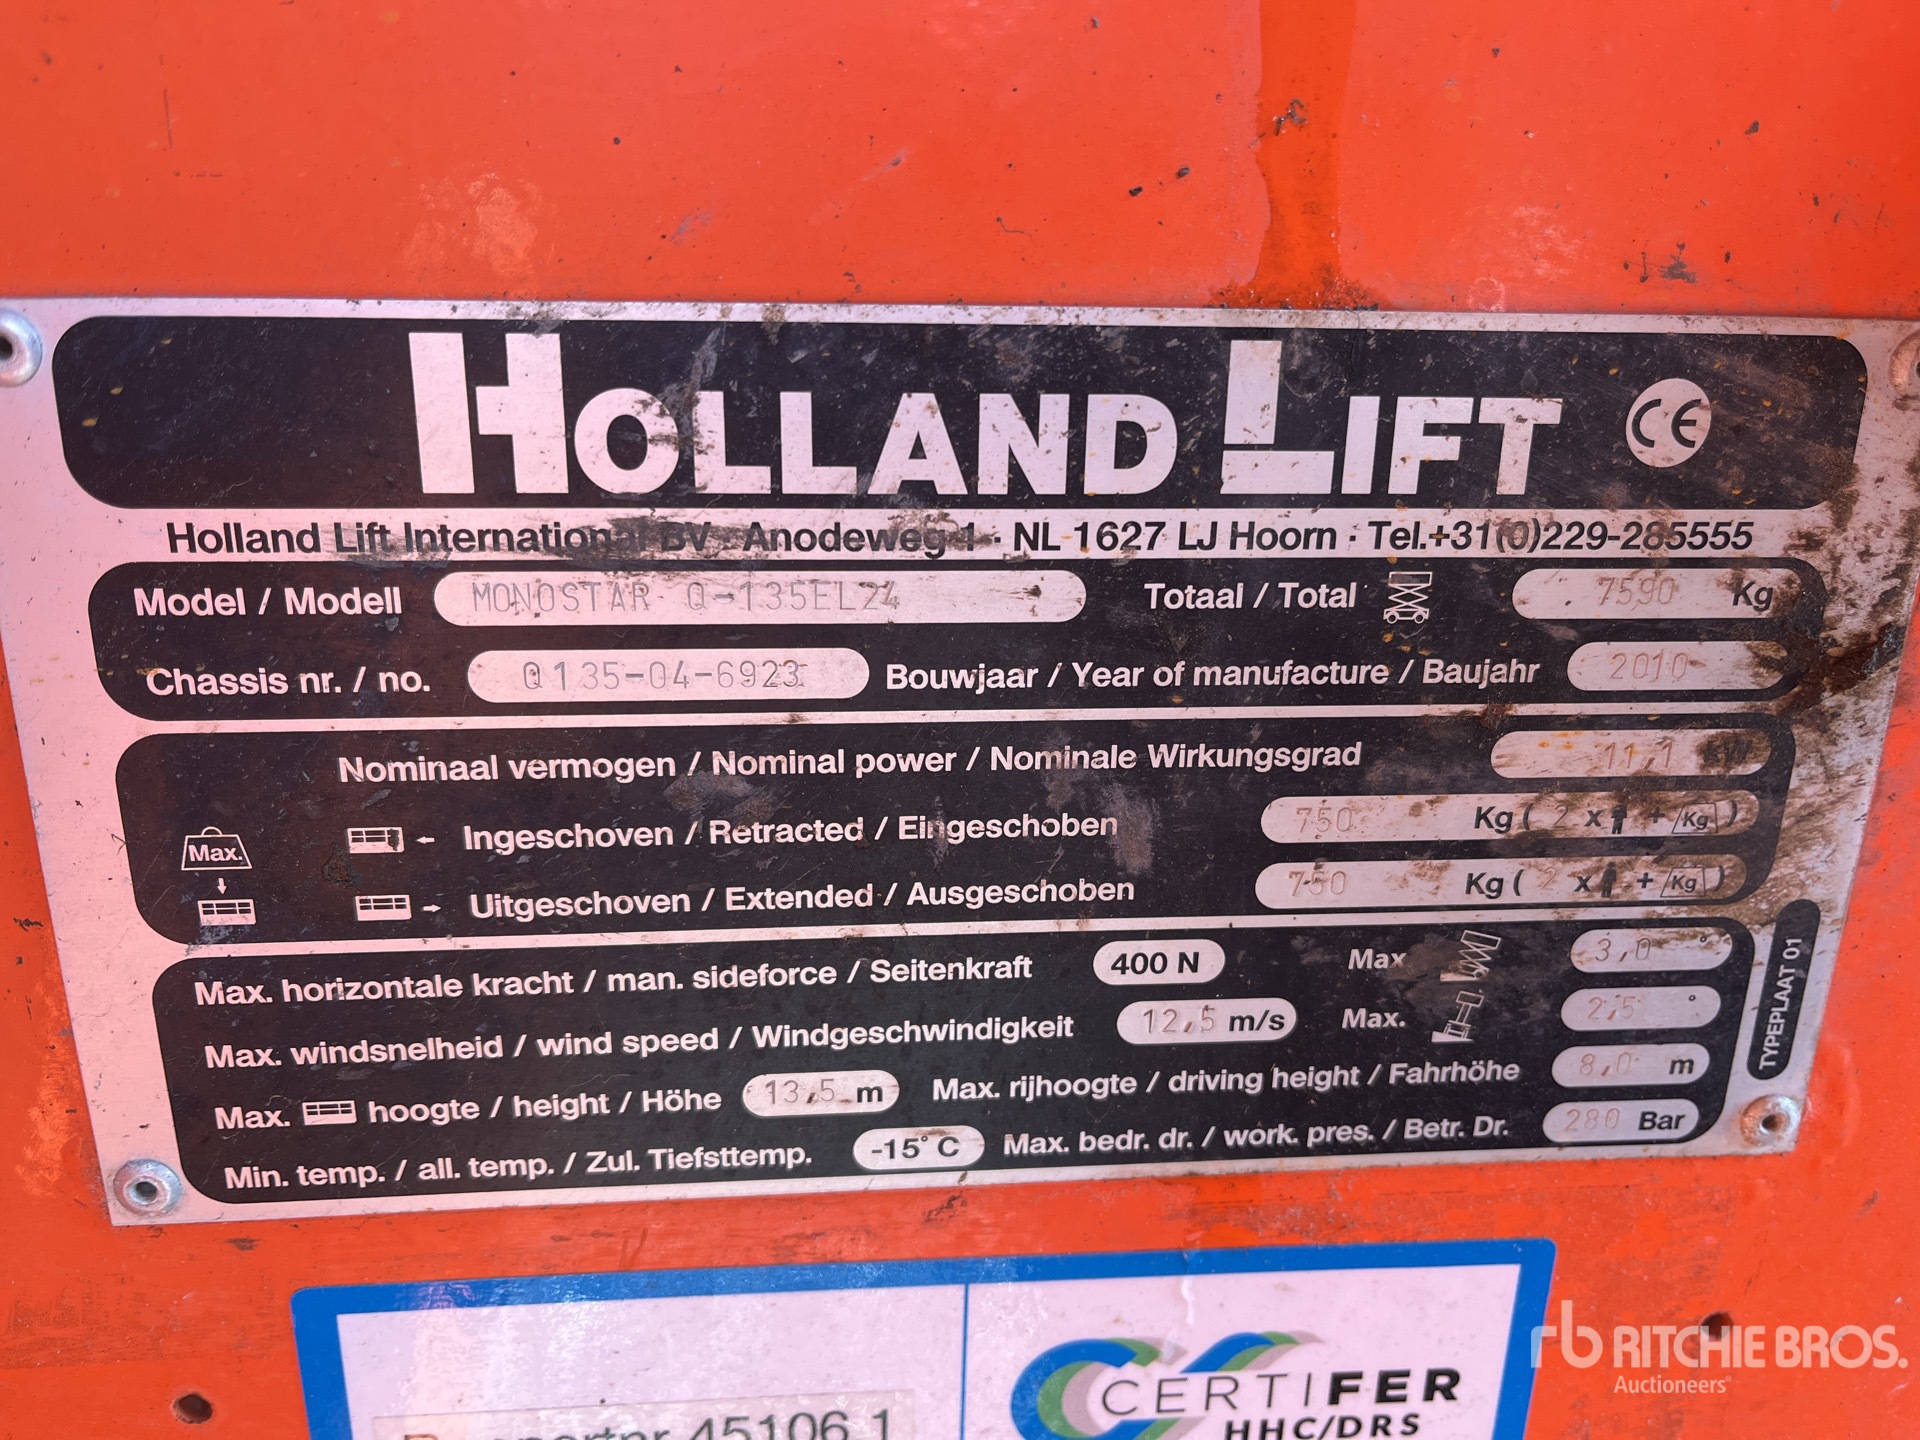 HOLLAND LIFT CE
Holland Lift International BV · Anodeweg 1 · NL 1627 LJ Hoorn · Tel.+31(0)229-285555
Model / Modell MONOSTAR Q-135EL24 Totaal / Total 7590 Kg
Chassis nr. / no. Q135-04-6923 Bouwjaar / Year of manufacture / Baujahr 2010
Nominaal vermogen / Nominal power / Nominale Wirkungsgrad 11,1 kW
Max. Ingeschoven / Retracted / Eingeschoben 750 Kg ( 2 x + Kg )
Uitgeschoven / Extended / Ausgeschoben 750 Kg ( 2 x + Kg )
Max. horizontale kracht / man. sideforce / Seitenkraft 400 N Max 3,0 °
Max. windsnelheid / wind speed / Windgeschwindigkeit 12,5 m/s Max. 2,5 °
Max. hoogte / height / Höhe 13,5 m Max. rijhoogte / driving height / Fahrhöhe 8,0 m
Min. temp. / all. temp. / Zul. Tiefsttemp. -15° C Max. bedr. dr. / work. pres. / Betr. Dr. 280 Bar
TYPEPLAAT 01
45106 1
CERTIFER
HHC/DRS
rb RITCHIE BROS.
Auctioneers